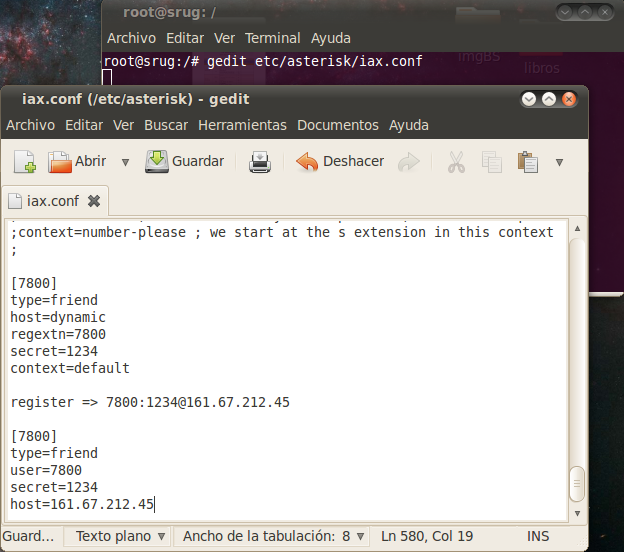 root@srug: /
Archivo Editar Ver Terminal Ayuda
root@srug:/# gedit etc/asterisk/iax.conf
imgBS
libros
iax.conf (/etc/asterisk) - gedit
Archivo Editar Ver Buscar Herramientas Documentos Ayuda
Abrir Guardar Deshacer
iax.conf
;context=number-please ; we start at the s extension in this context
;
[7800]
type=friend
host=dynamic
regextn=7800
secret=1234
context=default
register => 7800:1234@161.67.212.45
[7800]
type=friend
user=7800
secret=1234
host=161.67.212.45
Guard... Texto plano Ancho de la tabulación: 8 Ln 580, Col 19 INS